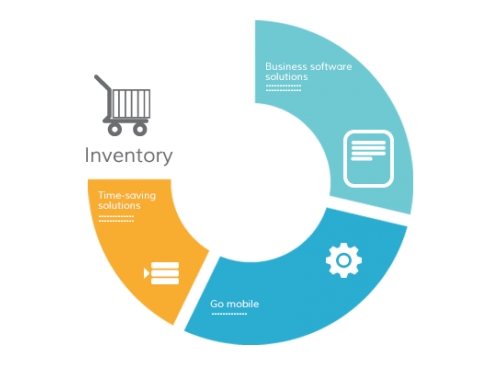 Business software
solutions
Inventory
Time-saving
solutions
Go mobile